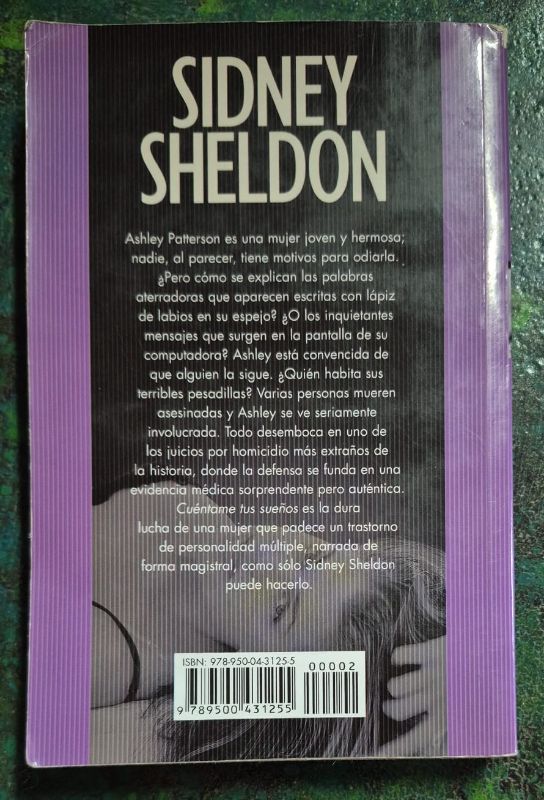 SIDNEY
SHELDON
Ashley Patterson es una mujer joven y hermosa;
nadie, al parecer, tiene motivos para odiarla.
¿Pero cómo se explican las palabras
aterradoras que aparecen escritas con lápiz
de labios en su espejo? ¿O los inquietantes
mensajes que surgen en la pantalla de su
computadora? Ashley está convencida de
que alguien la sigue. ¿Quién habita sus
terribles pesadillas? Varias personas mueren
asesinadas y Ashley se ve seriamente
involucrada. Todo desemboca en uno de
los juicios por homicidio más extraños de
la historia, donde la defensa se funda en una
evidencia médica sorprendente pero auténtica.
Cuéntame tus sueños es la dura
lucha de una mujer que padece un trastorno
de personalidad múltiple, narrada de
forma magistral, como sólo Sidney Sheldon
puede hacerlo.
ISBN: 978-950-04-3125-5
00002
9 789500 431255